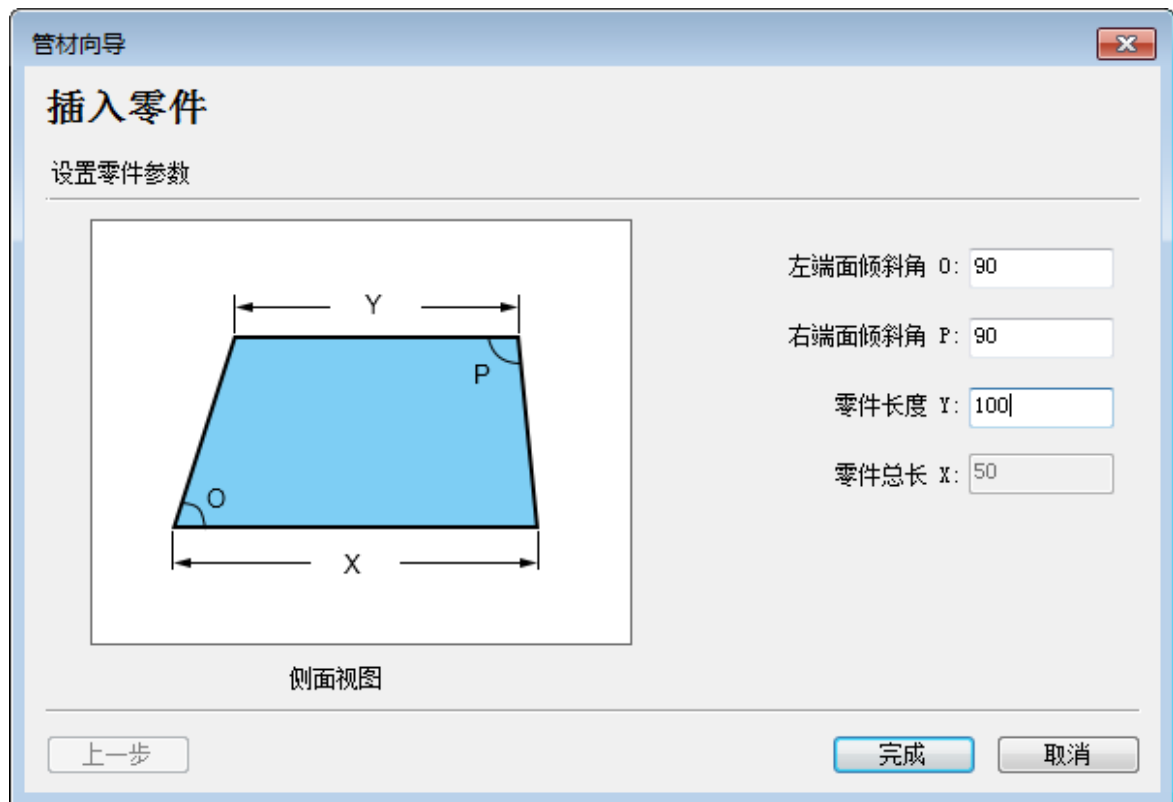 管材向导
插入零件
设置零件参数
Y
P
O
X
侧面视图
左端面倾斜角 O: 90
右端面倾斜角 P: 90
零件长度 Y: 100
零件总长 X: 50
上一步
完成
取消